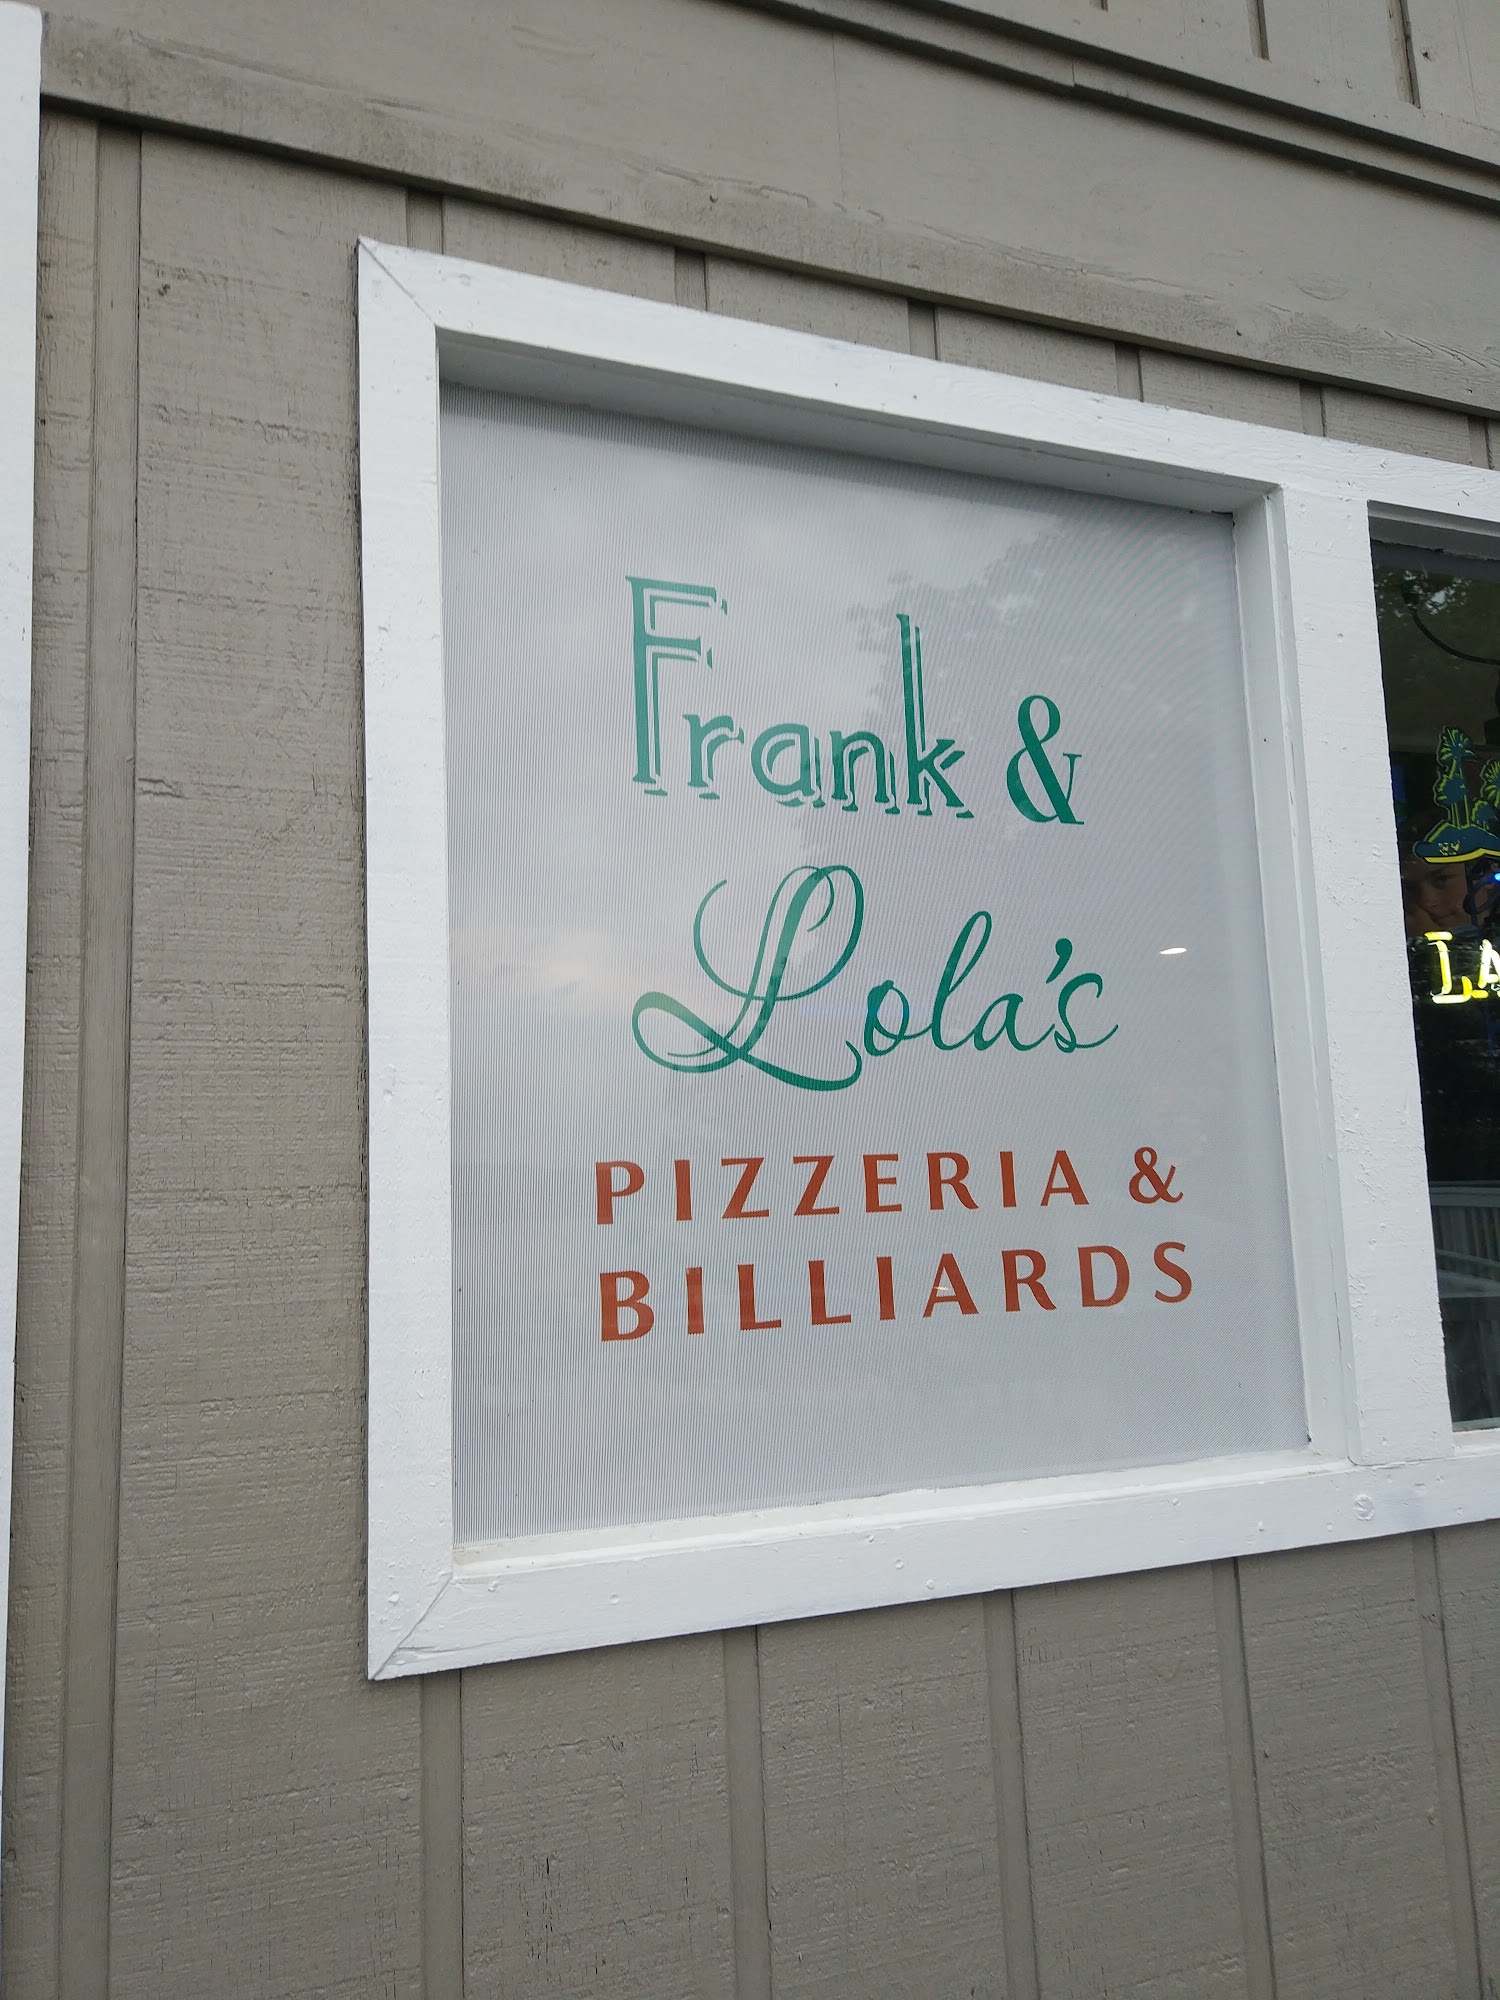 Frank &
Lola's
PIZZERIA &
BILLIARDS